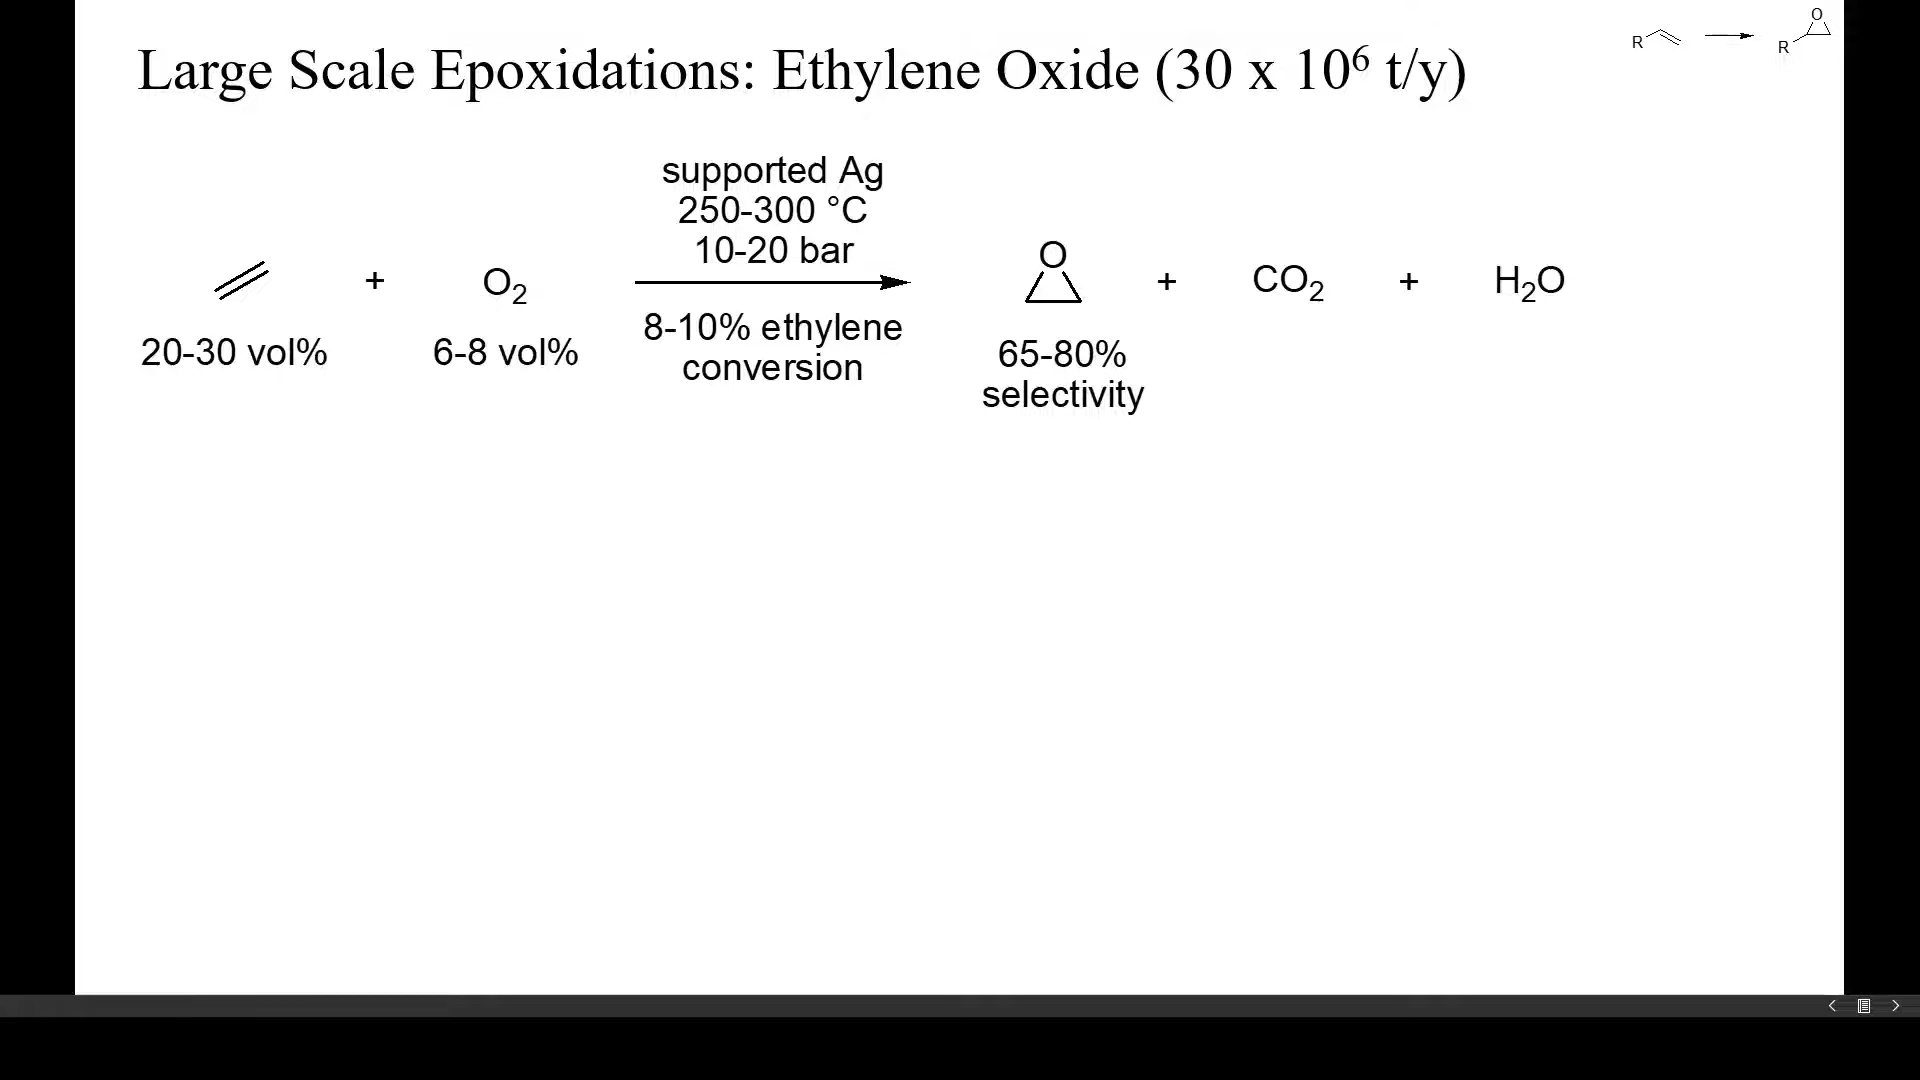 Large Scale Epoxidations: Ethylene Oxide (30 x 10⁶ t/y)
R
R
O
supported Ag
250-300 °C
10-20 bar
+ O₂
O
+ CO₂ + H₂O
8-10% ethylene
conversion
20-30 vol%
6-8 vol%
65-80%
selectivity